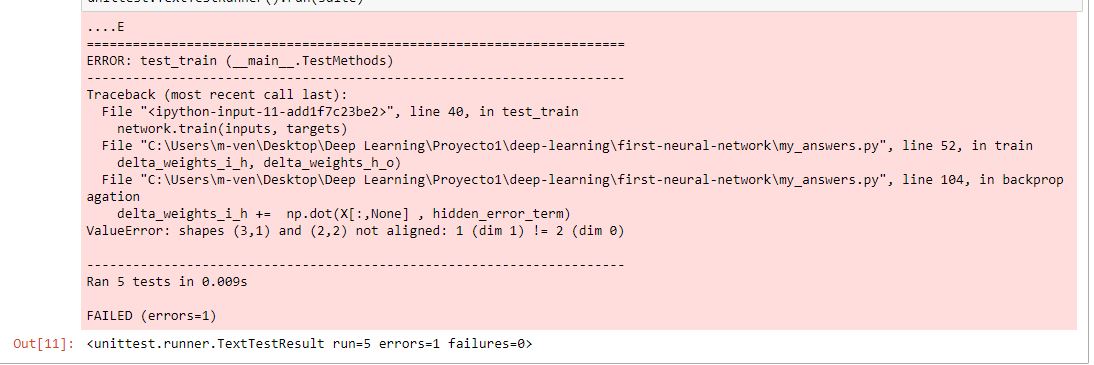 unittest.TextTestRunner().run(suite)
....E
======================================================================
ERROR: test_train (__main__.TestMethods)
----------------------------------------------------------------------
Traceback (most recent call last):
  File "<ipython-input-11-add1f7c23be2>", line 40, in test_train
    network.train(inputs, targets)
  File "C:\Users\m-ven\Desktop\Deep Learning\Proyecto1\deep-learning\first-neural-network\my_answers.py", line 52, in train
    delta_weights_i_h, delta_weights_h_o)
  File "C:\Users\m-ven\Desktop\Deep Learning\Proyecto1\deep-learning\first-neural-network\my_answers.py", line 104, in backprop
agation
    delta_weights_i_h +=  np.dot(X[:,None] , hidden_error_term)
ValueError: shapes (3,1) and (2,2) not aligned: 1 (dim 1) != 2 (dim 0)
----------------------------------------------------------------------
Ran 5 tests in 0.009s
FAILED (errors=1)
Out[11]: <unittest.runner.TextTestResult run=5 errors=1 failures=0>